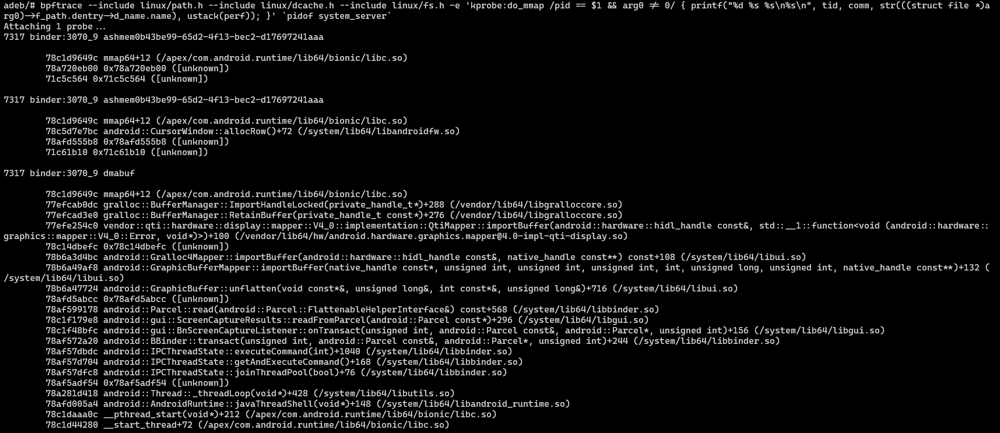 adeb/# bpftrace --include linux/path.h --include linux/dcache.h --include linux/fs.h -e 'kprobe:do_mmap /pid == $1 && arg0 != 0/ { printf("%d %s %s\n%s\n", tid, comm, str(((struct file *)a
rg0)->f_path.dentry->d_name.name), ustack(perf)); }' `pidof system_server`
Attaching 1 probe...
7317 binder:3070_9 ashmem0b43be99-65d2-4f13-bec2-d17697241aaa
78c1d9649c mmap64+12 (/apex/com.android.runtime/lib64/bionic/libc.so)
78a720eb00 0x78a720eb00 ([unknown])
71c5c564 0x71c5c564 ([unknown])
7317 binder:3070_9 ashmem0b43be99-65d2-4f13-bec2-d17697241aaa
78c1d9649c mmap64+12 (/apex/com.android.runtime/lib64/bionic/libc.so)
78c5d7e7bc android::CursorWindow::allocRow()+72 (/system/lib64/libandroidfw.so)
78afd555b8 0x78afd555b8 ([unknown])
71c61b10 0x71c61b10 ([unknown])
7317 binder:3070_9 dmabuf
78c1d9649c mmap64+12 (/apex/com.android.runtime/lib64/bionic/libc.so)
77efcab0dc gralloc::BufferManager::ImportHandleLocked(private_handle_t*)+288 (/vendor/lib64/libgralloccore.so)
77efcad3e0 gralloc::BufferManager::RetainBuffer(private_handle_t const*)+276 (/vendor/lib64/libgralloccore.so)
77efe254c0 vendor::qti::hardware::display::mapper::V4_0::implementation::QtiMapper::importBuffer(android::hardware::hidl_handle const&, std::__1::function<void (android::hardware::
graphics::mapper::V4_0::Error, void*)>)+100 (/vendor/lib64/hw/android.hardware.graphics.mapper@4.0-impl-qti-display.so)
78c14dbefc 0x78c14dbefc ([unknown])
78b6a3d4bc android::Gralloc4Mapper::importBuffer(android::hardware::hidl_handle const&, native_handle const**) const+108 (/system/lib64/libui.so)
78b6a49af8 android::GraphicBufferMapper::importBuffer(native_handle const*, unsigned int, unsigned int, unsigned int, int, unsigned long, unsigned int, native_handle const**)+132 (
/system/lib64/libui.so)
78b6a47724 android::GraphicBuffer::unflatten(void const*&, unsigned long&, int const*&, unsigned long&)+716 (/system/lib64/libui.so)
78afd5abcc 0x78afd5abcc ([unknown])
78af599178 android::Parcel::read(android::Parcel::FlattenableHelperInterface&) const+568 (/system/lib64/libbinder.so)
78c1f179e8 android::gui::ScreenCaptureResults::readFromParcel(android::Parcel const*)+296 (/system/lib64/libgui.so)
78c1f48bfc android::gui::BnScreenCaptureListener::onTransact(unsigned int, android::Parcel const&, android::Parcel*, unsigned int)+156 (/system/lib64/libgui.so)
78af572a20 android::BBinder::transact(unsigned int, android::Parcel const&, android::Parcel*, unsigned int)+244 (/system/lib64/libbinder.so)
78af57dbdc android::IPCThreadState::executeCommand(int)+1040 (/system/lib64/libbinder.so)
78af57d704 android::IPCThreadState::getAndExecuteCommand()+168 (/system/lib64/libbinder.so)
78af57dfc8 android::IPCThreadState::joinThreadPool(bool)+76 (/system/lib64/libbinder.so)
78af5adf54 0x78af5adf54 ([unknown])
78a281d418 android::Thread::_threadLoop(void*)+428 (/system/lib64/libutils.so)
78afd005a4 android::AndroidRuntime::javaThreadShell(void*)+148 (/system/lib64/libandroid_runtime.so)
78c1daaa0c __pthread_start(void*)+212 (/apex/com.android.runtime/lib64/bionic/libc.so)
78c1d44280 __start_thread+72 (/apex/com.android.runtime/lib64/bionic/libc.so)